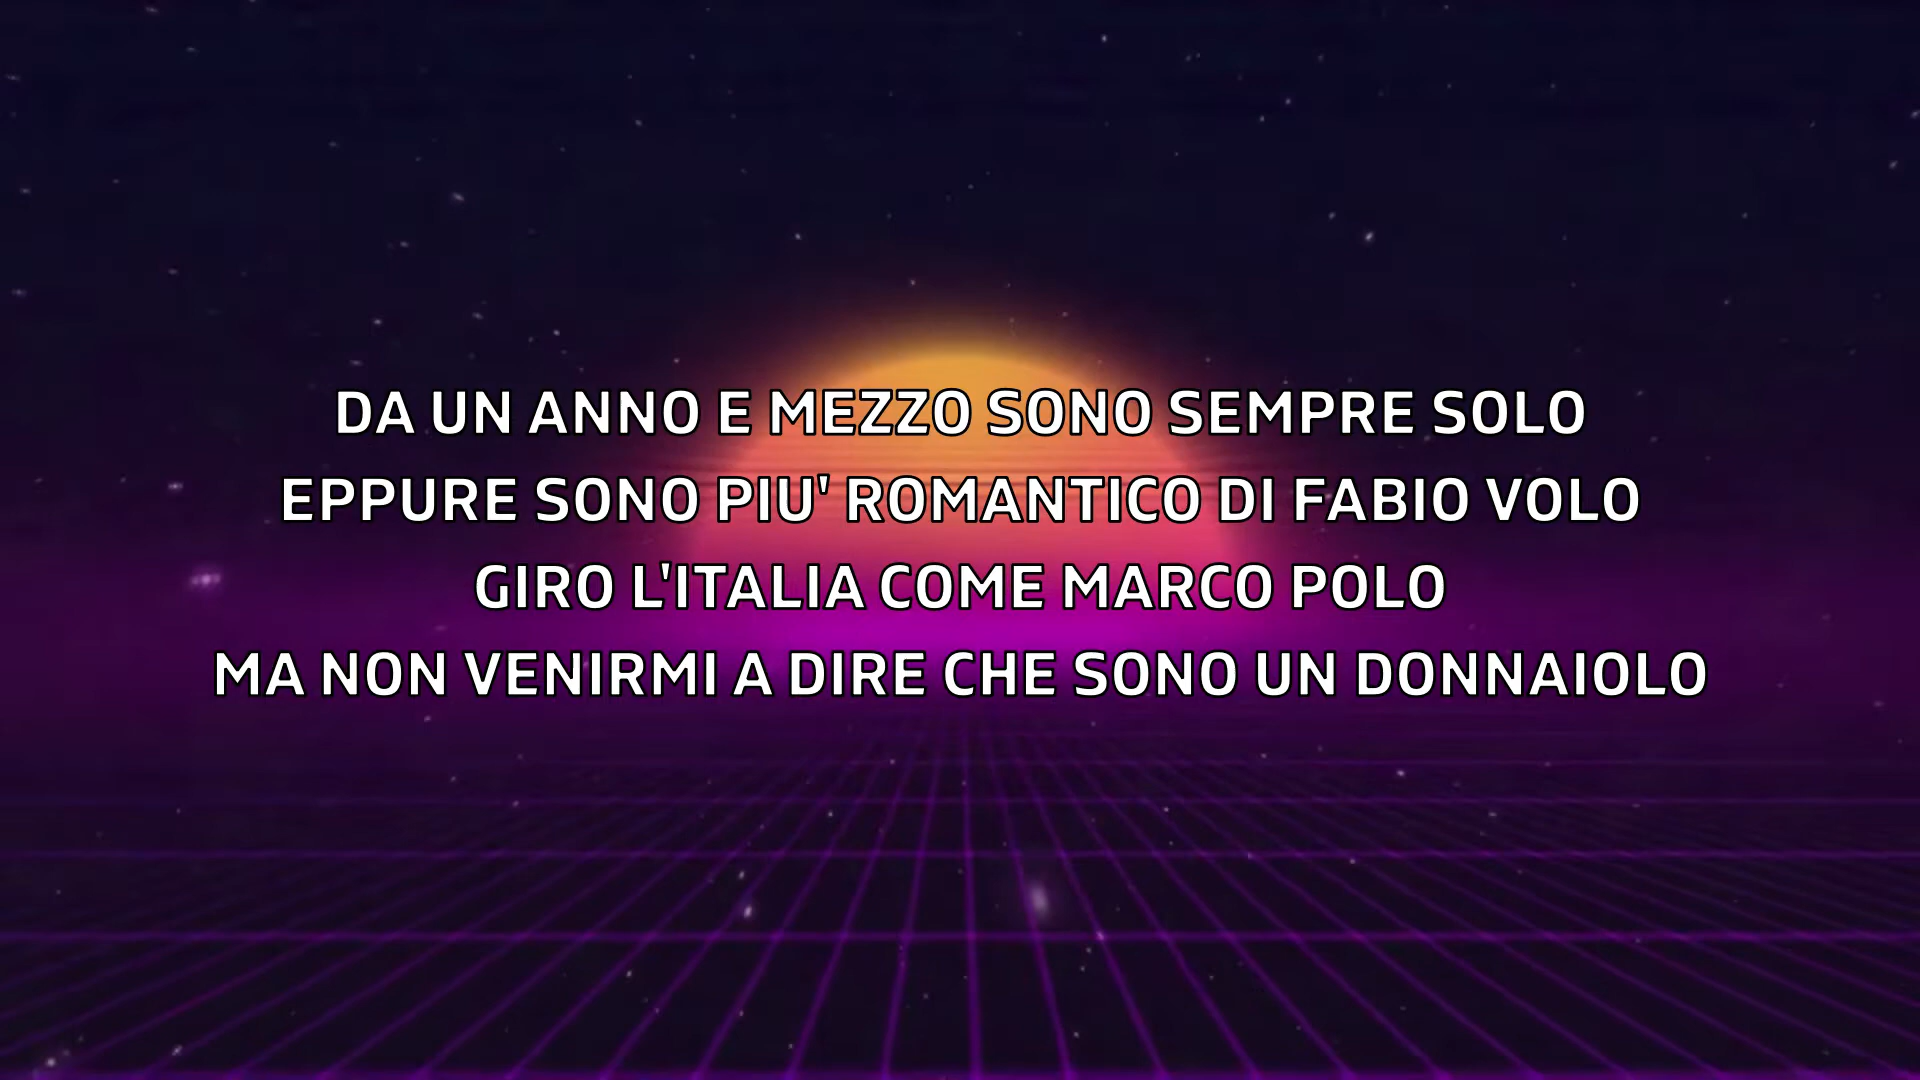 DA UN ANNO E MEZZO SONO SEMPRE SOLO
EPPURE SONO PIU' ROMANTICO DI FABIO VOLO
GIRO L'ITALIA COME MARCO POLO
MA NON VENIRMI A DIRE CHE SONO UN DONNAIOLO